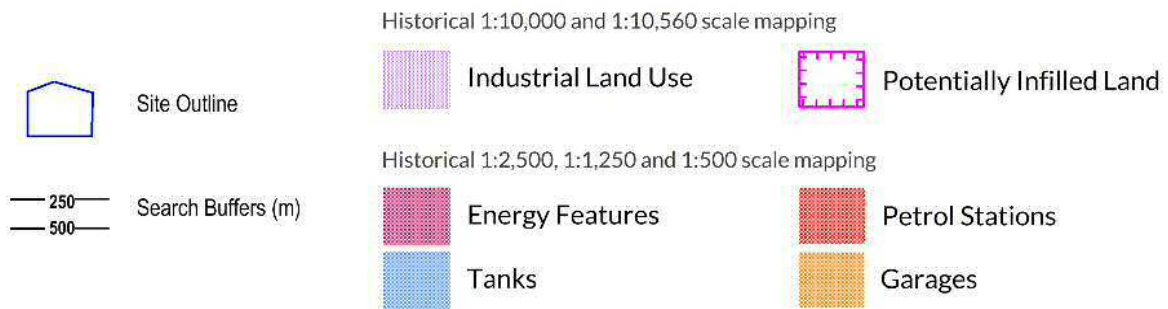 Historical 1:10,000 and 1:10,560 scale mapping
Site Outline
Industrial Land Use
Potentially Infilled Land
Historical 1:2,500, 1:1,250 and 1:500 scale mapping
250
500
Search Buffers (m)
Energy Features
Petrol Stations
Tanks
Garages